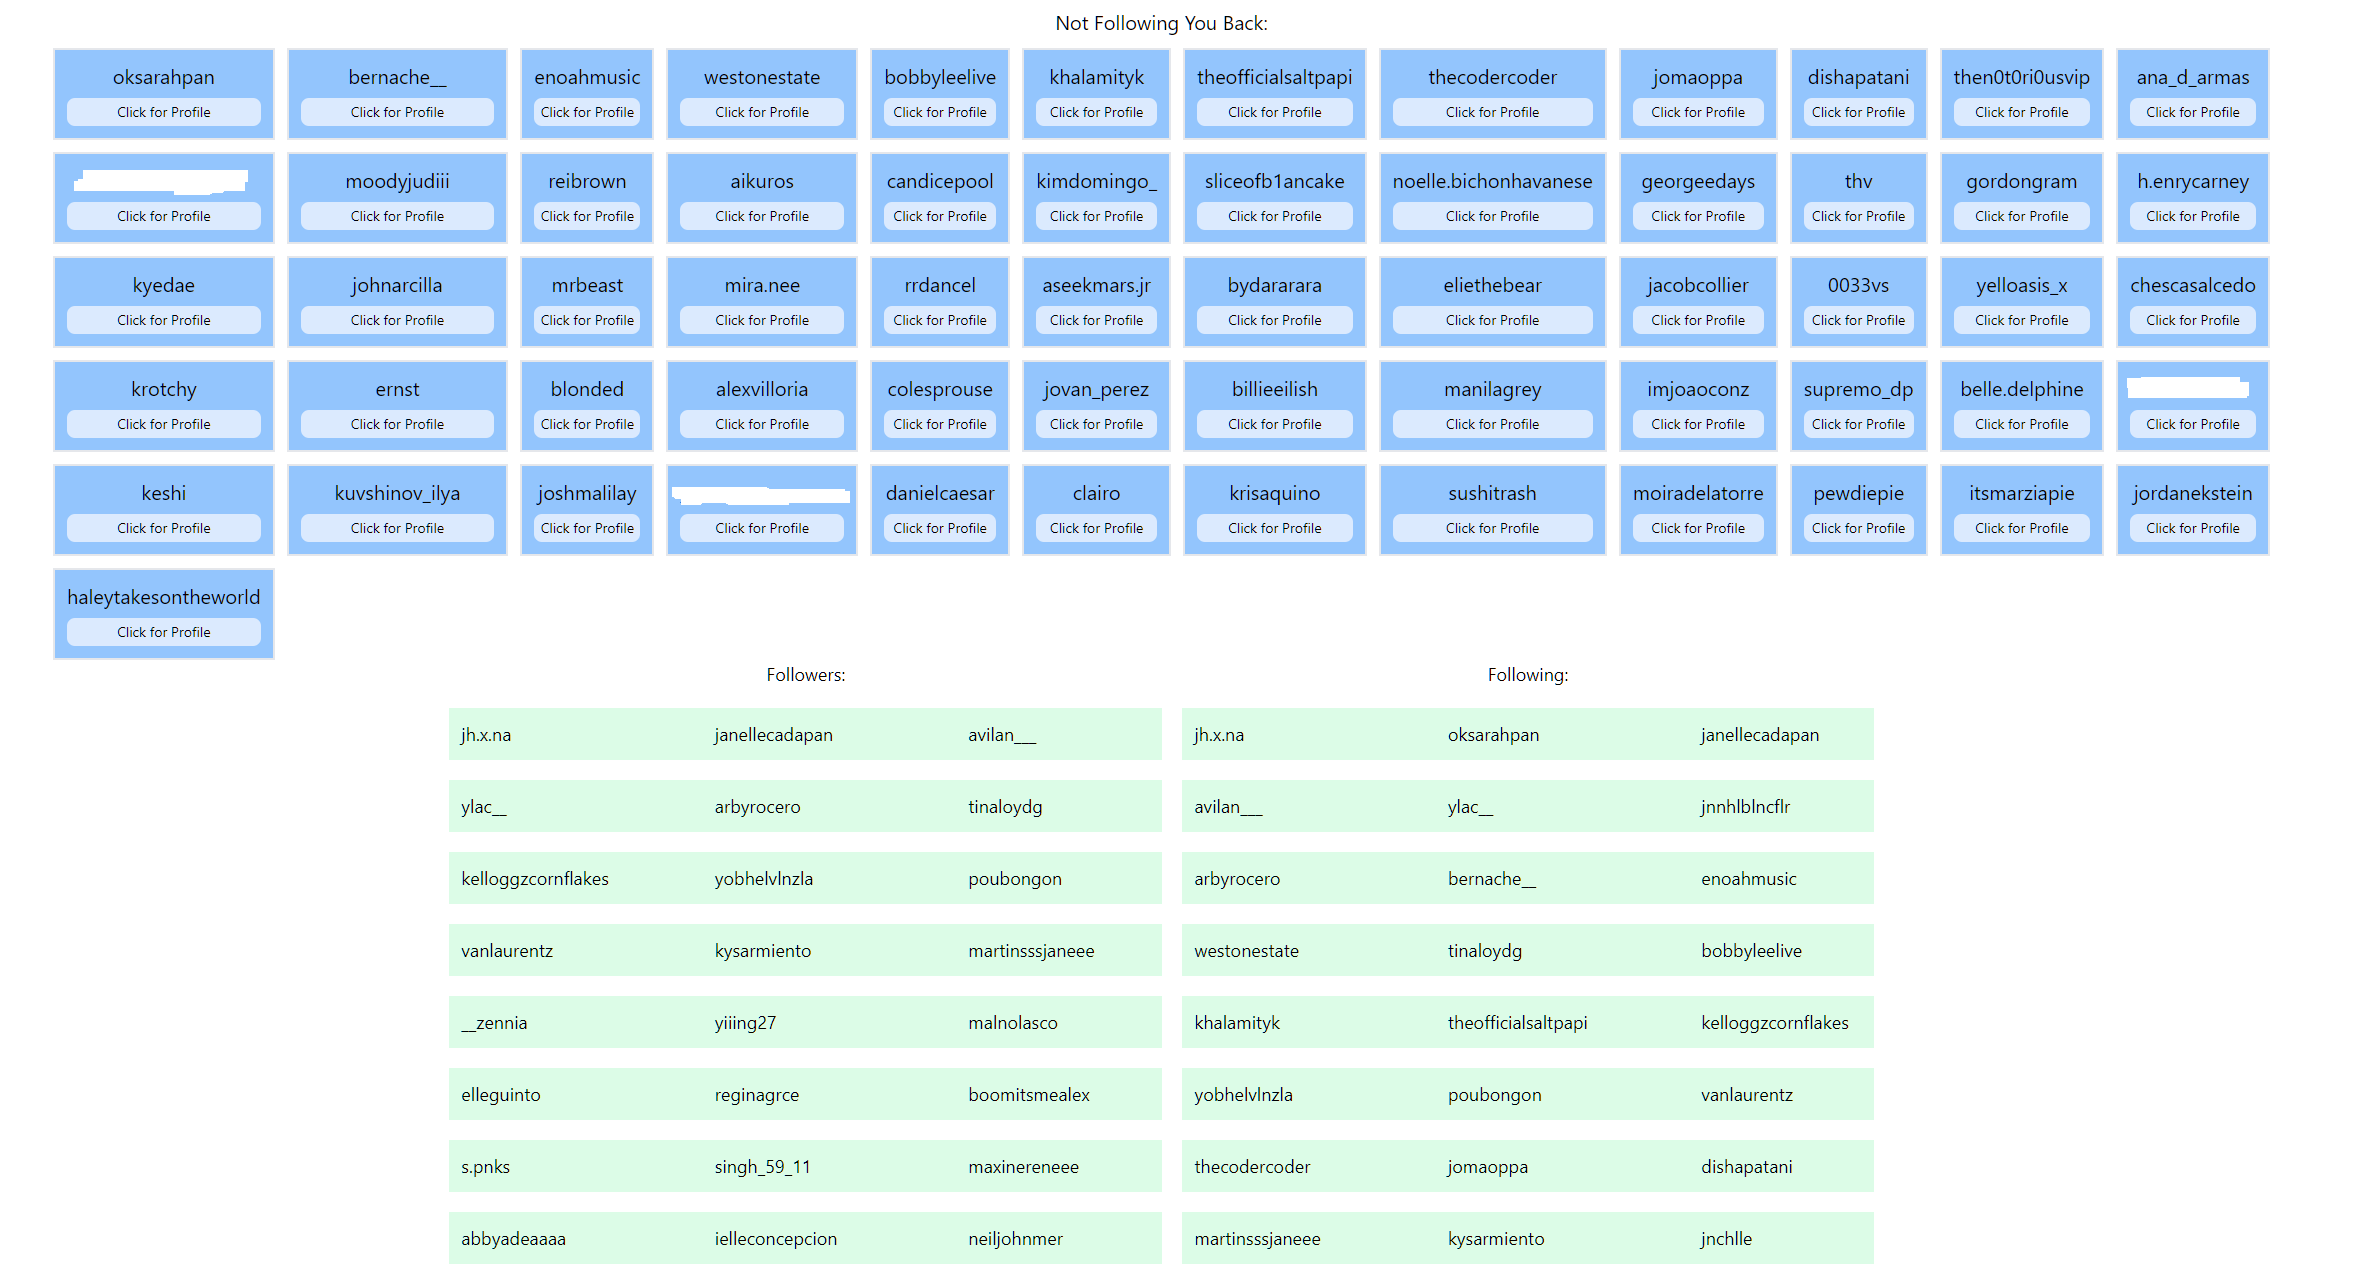 Not Following You Back:
oksarahpan bernache__ enoahmusic westonestate bobbyleelive khalamityk theofficialsaltpapi thecodercoder jomaoppa dishapatani then0t0ri0usvip ana_d_armas
Click for Profile Click for Profile Click for Profile Click for Profile Click for Profile Click for Profile Click for Profile Click for Profile Click for Profile Click for Profile Click for Profile Click for Profile
moodyjudiii reibrown aikuros candicepool kimdomingo_ sliceofb1ancake noelle.bichonhavanese georgeedays thv gordongram h.enrycarney
Click for Profile Click for Profile Click for Profile Click for Profile Click for Profile Click for Profile Click for Profile Click for Profile Click for Profile Click for Profile Click for Profile Click for Profile
kyedae johnarcilla mrbeast mira.nee rrdancel aseekmars.jr bydararara eliethebear jacobcollier 0033vs yelloasis_x chescasalcedo
Click for Profile Click for Profile Click for Profile Click for Profile Click for Profile Click for Profile Click for Profile Click for Profile Click for Profile Click for Profile Click for Profile Click for Profile
krotchy ernst blonded alexvilloria colesprouse jovan_perez billieeilish manilagrey imjoaoconz supremo_dp belle.delphine
Click for Profile Click for Profile Click for Profile Click for Profile Click for Profile Click for Profile Click for Profile Click for Profile Click for Profile Click for Profile Click for Profile Click for Profile
keshi kuvshinov_ilya joshmalilay danielcaesar clairo krisaquino sushitrash moiradelatorre pewdiepie itsmarziapie jordanekstein
Click for Profile Click for Profile Click for Profile Click for Profile Click for Profile Click for Profile Click for Profile Click for Profile Click for Profile Click for Profile Click for Profile Click for Profile
haleytakesontheworld
Click for Profile
Followers:
jh.x.na janellecadapan avilan___
ylac__ arbyrocero tinaloydg
kelloggzcornflakes yobhelvlnzla poubongon
vanlaurentz kysarmiento martinsssjaneee
__zennia yiiing27 malnolasco
elleguinto reginagrce boomitsmealex
s.pnks singh_59_11 maxinereneee
abbyadeaaaa ielleconcepcion neiljohnmer
Following:
jh.x.na oksarahpan janellecadapan
avilan___ ylac__ jnnhlblncflr
arbyrocero bernache__ enoahmusic
westonestate tinaloydg bobbyleelive
khalamityk theofficialsaltpapi kelloggzcornflakes
yobhelvlnzla poubongon vanlaurentz
thecodercoder jomaoppa dishapatani
martinsssjaneee kysarmiento jnchlle